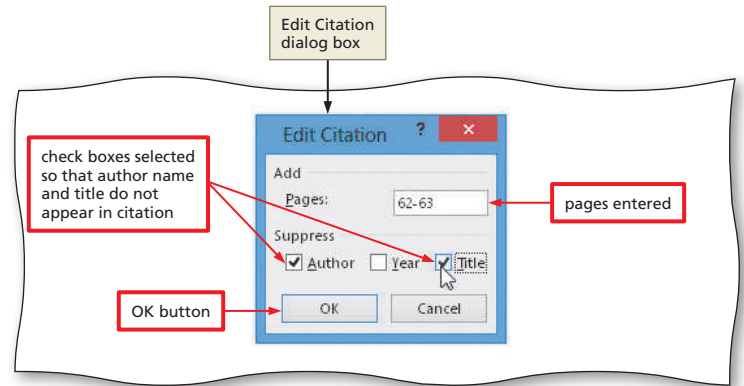 Edit Citation
dialog box
Edit Citation ? ×
check boxes selected
so that author name
and title do not
appear in citation
Add
Pages: 62-63
pages entered
Suppress
Author Year Title
OK button
OK Cancel